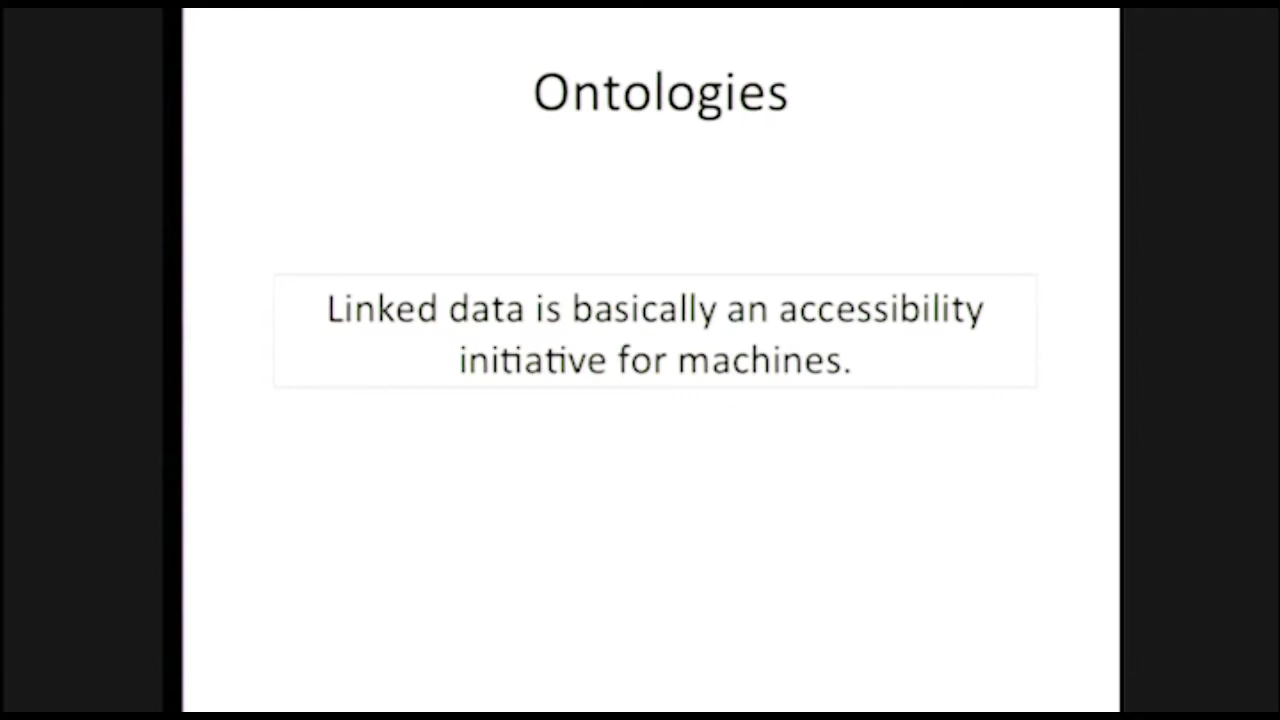 Ontologies
Linked data is basically an accessibility
initiative for machines.